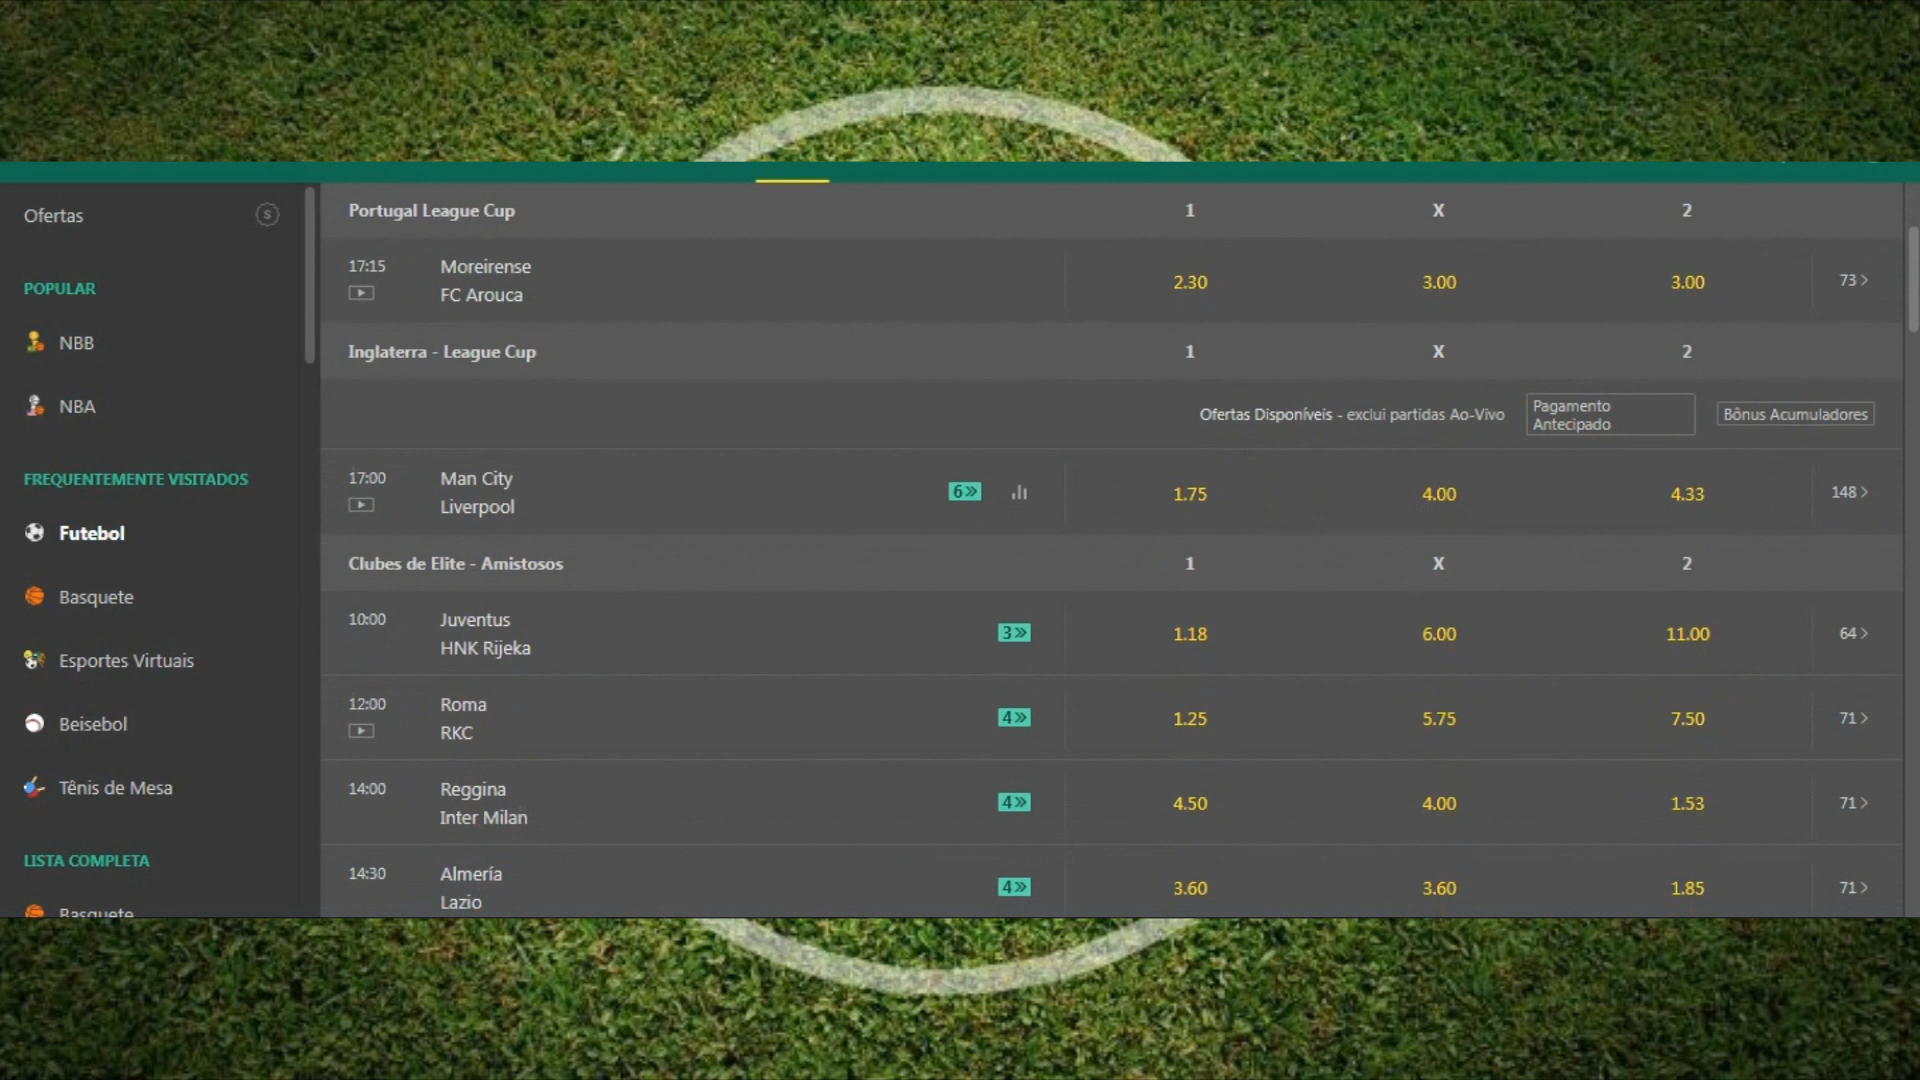 Ofertas
S
POPULAR
NBB
NBA
FREQUENTEMENTE VISITADOS
Futebol
Basquete
Esportes Virtuais
Beisebol
Tênis de Mesa
LISTA COMPLETA
Basquete
Portugal League Cup 1 X 2
17:15 Moreirense
FC Arouca
2.30 3.00 3.00 73 >
Inglaterra - League Cup 1 X 2
Ofertas Disponíveis - exclui partidas Ao-Vivo
Pagamento
Antecipado
Bônus Acumuladores
17:00 Man City
Liverpool
6» 1.75 4.00 4.33 148 >
Clubes de Elite - Amistosos 1 X 2
10:00 Juventus
HNK Rijeka
3» 1.18 6.00 11.00 64 >
12:00 Roma
RKC
4» 1.25 5.75 7.50 71 >
14:00 Reggina
Inter Milan
4» 4.50 4.00 1.53 71 >
14:30 Almería
Lazio
4» 3.60 3.60 1.85 71 >